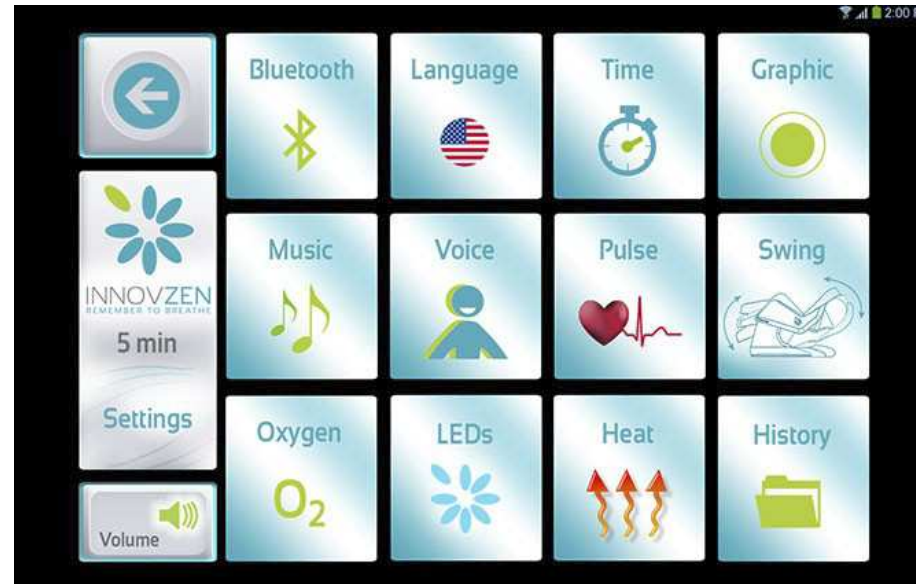 2:00
Bluetooth
Language
Time
Graphic
INNOVZEN
REMEMBER TO BREATHE
5 min
Settings
Music
Voice
Pulse
Swing
Oxygen
LEDs
Heat
History
O2
Volume